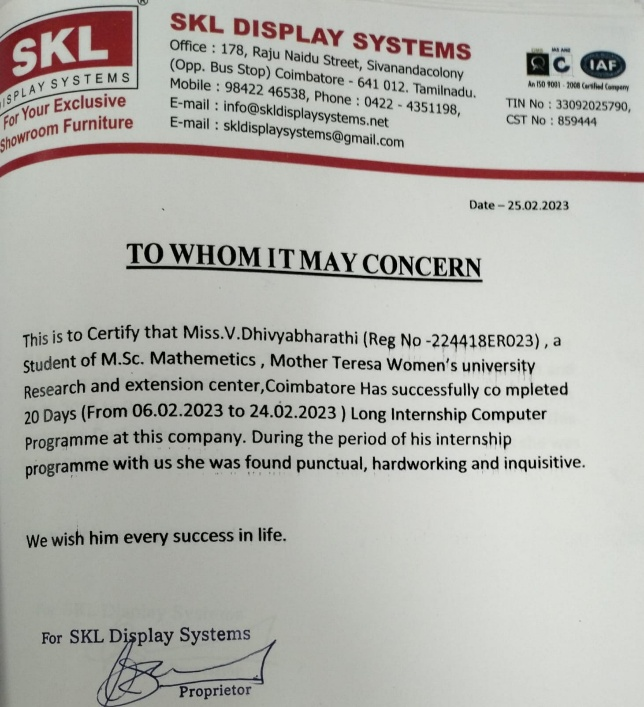 SKL
DISPLAY SYSTEMS
For Your Exclusive
Showroom Furniture
SKL DISPLAY SYSTEMS
Office : 178, Raju Naidu Street, Sivanandacolony
(Opp. Bus Stop) Coimbatore - 641 012. Tamilnadu.
Mobile : 98422 46538, Phone : 0422 - 4351198,
E-mail : info@skldisplaysystems.net
E-mail : skldisplaysystems@gmail.com
IAF
An ISO 9001 - 2008 Certified Company
TIN No : 33092025790,
CST No : 859444
Date – 25.02.2023
TO WHOM IT MAY CONCERN
This is to Certify that Miss.V.Dhivyabharathi (Reg No -224418ER023) , a
Student of M.Sc. Mathemetics , Mother Teresa Women's university
Research and extension center,Coimbatore Has successfully co mpleted
20 Days (From 06.02.2023 to 24.02.2023 ) Long Internship Computer
Programme at this company. During the period of his internship
programme with us she was found punctual, hardworking and inquisitive.
We wish him every success in life.
For SKL Display Systems
Proprietor